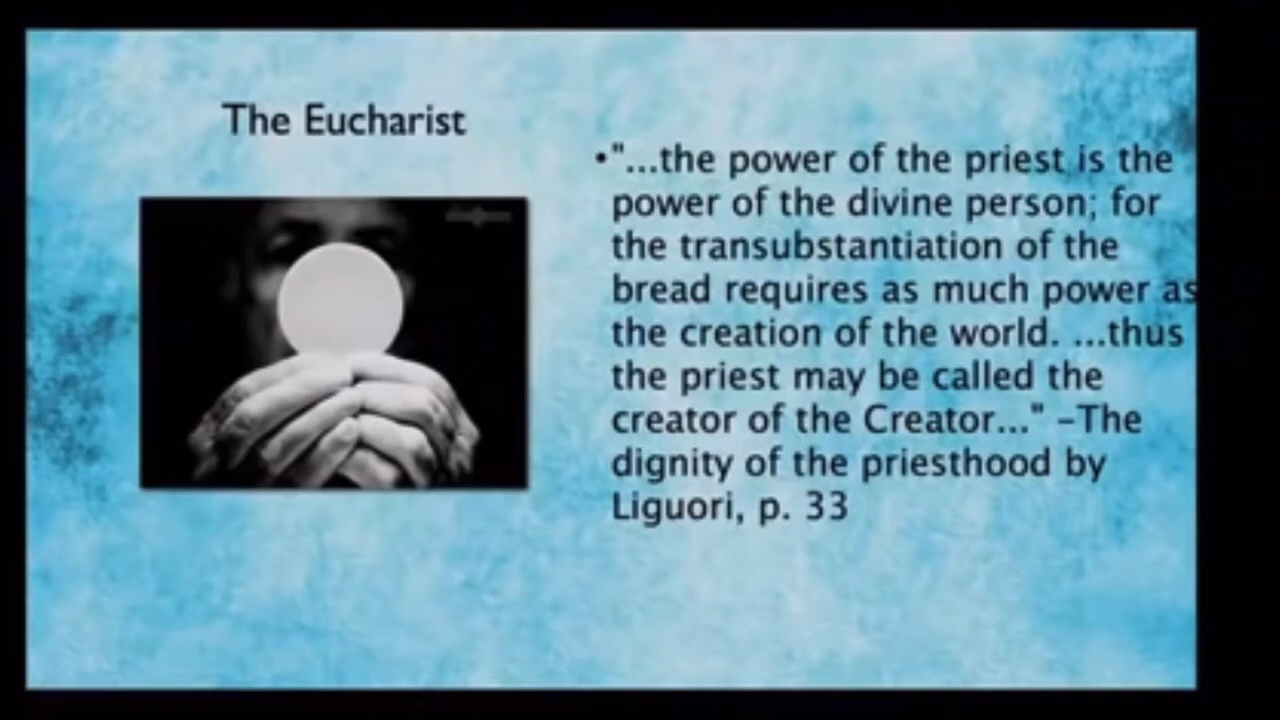 The Eucharist
•"...the power of the priest is the
power of the divine person; for
the transubstantiation of the
bread requires as much power as
the creation of the world. ...thus
the priest may be called the
creator of the Creator..." –The
dignity of the priesthood by
Liguori, p. 33